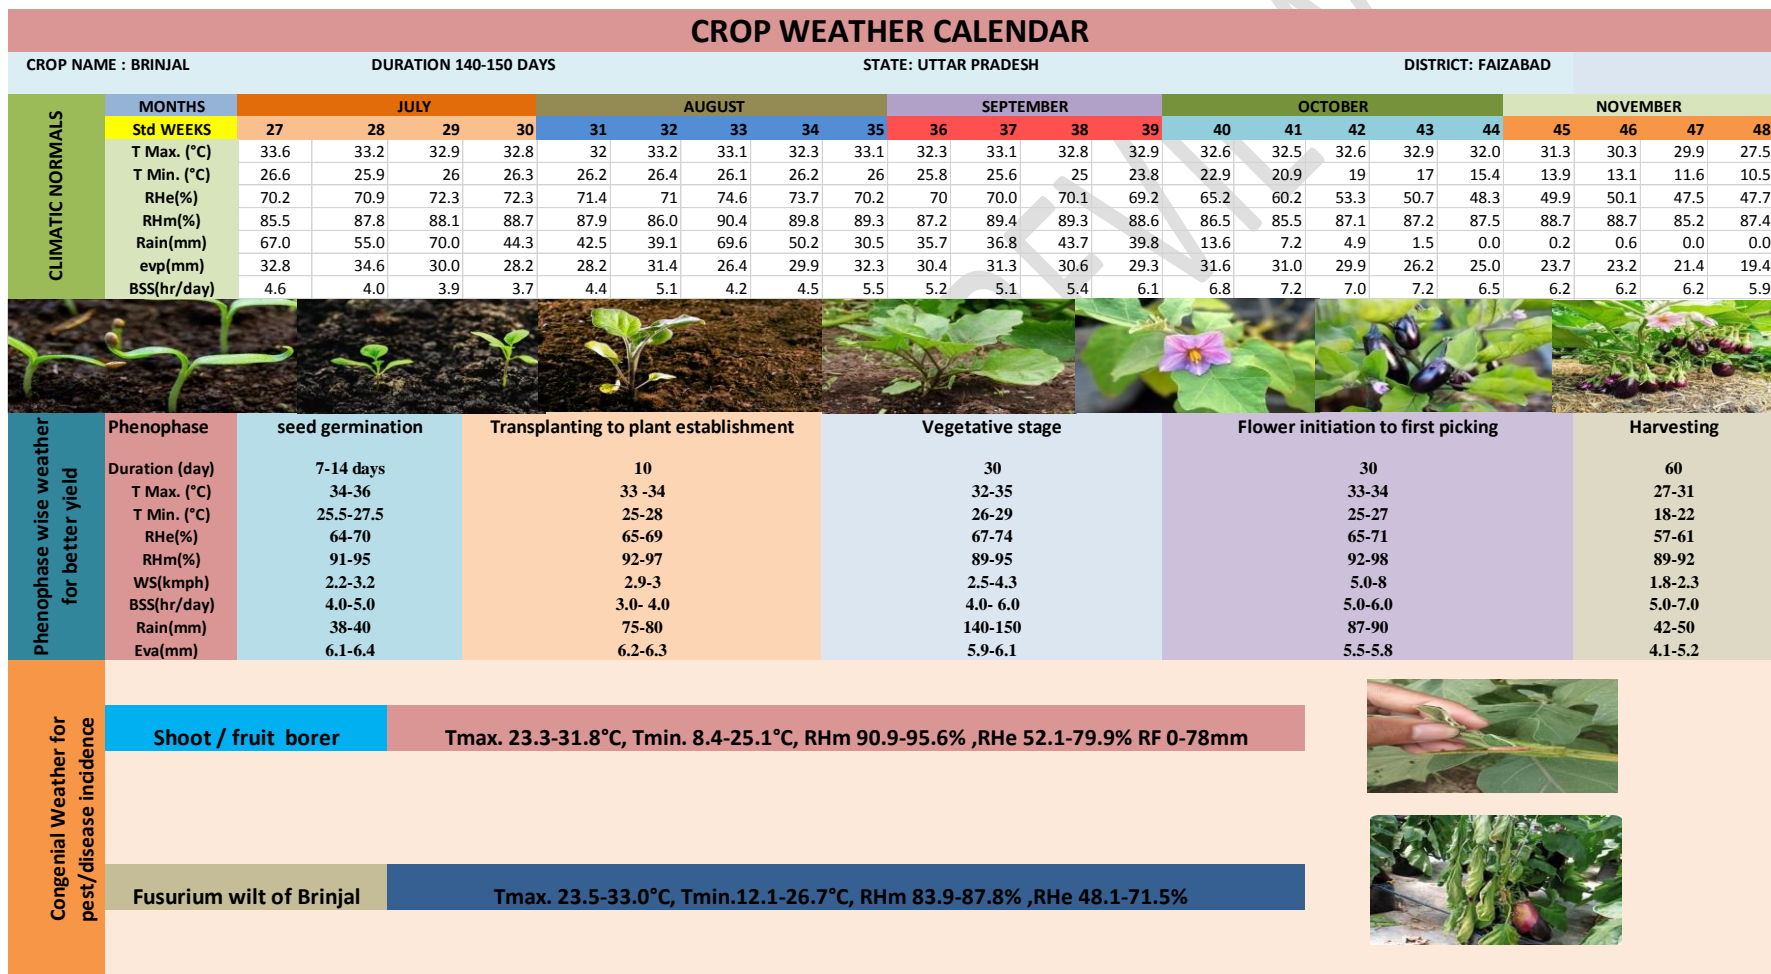 CROP WEATHER CALENDAR
CROP NAME : BRINJAL DURATION 140-150 DAYS STATE: UTTAR PRADESH DISTRICT: FAIZABAD
CLIMATIC NORMALS
MONTHS JULY AUGUST SEPTEMBER OCTOBER NOVEMBER
Std WEEKS 27 28 29 30 31 32 33 34 35 36 37 38 39 40 41 42 43 44 45 46 47 48
T Max. (°C) 33.6 33.2 32.9 32.8 32 33.2 33.1 32.3 33.1 32.3 33.1 32.8 32.9 32.6 32.5 32.6 32.9 32.0 31.3 30.3 29.9 27.5
T Min. (°C) 26.6 25.9 26 26.3 26.2 26.4 26.1 26.2 26 25.8 25.6 25 23.8 22.9 20.9 19 17 15.4 13.9 13.1 11.6 10.5
RHe(%) 70.2 70.9 72.3 72.3 71.4 71 74.6 73.7 70.2 70 70.0 70.1 69.2 65.2 60.2 53.3 50.7 48.3 49.9 50.1 47.5 47.7
RHm(%) 85.5 87.8 88.1 88.7 87.9 86.0 90.4 89.8 89.3 87.2 89.4 89.3 88.6 86.5 85.5 87.1 87.2 87.5 88.7 88.7 85.2 87.4
Rain(mm) 67.0 55.0 70.0 44.3 42.5 39.1 69.6 50.2 30.5 35.7 36.8 43.7 39.8 13.6 7.2 4.9 1.5 0.0 0.2 0.6 0.0 0.0
evp(mm) 32.8 34.6 30.0 28.2 28.2 31.4 26.4 29.9 32.3 30.4 31.3 30.6 29.3 31.6 31.0 29.9 26.2 25.0 23.7 23.2 21.4 19.4
BSS(hr/day) 4.6 4.0 3.9 3.7 4.4 5.1 4.2 4.5 5.5 5.2 5.1 5.4 6.1 6.8 7.2 7.0 7.2 6.5 6.2 6.2 6.2 5.9
Phenophase wise weather
for better yield
Phenophase seed germination Transplanting to plant establishment Vegetative stage Flower initiation to first picking Harvesting
Duration (day) 7-14 days 10 30 30 60
T Max. (°C) 34-36 33 -34 32-35 33-34 27-31
T Min. (°C) 25.5-27.5 25-28 26-29 25-27 18-22
RHe(%) 64-70 65-69 67-74 65-71 57-61
RHm(%) 91-95 92-97 89-95 92-98 89-92
WS(kmph) 2.2-3.2 2.9-3 2.5-4.3 5.0-8 1.8-2.3
BSS(hr/day) 4.0-5.0 3.0- 4.0 4.0- 6.0 5.0-6.0 5.0-7.0
Rain(mm) 38-40 75-80 140-150 87-90 42-50
Eva(mm) 6.1-6.4 6.2-6.3 5.9-6.1 5.5-5.8 4.1-5.2
Congenial Weather for
pest/disease incidence
Shoot / fruit borer Tmax. 23.3-31.8°C, Tmin. 8.4-25.1°C, RHm 90.9-95.6% ,RHe 52.1-79.9% RF 0-78mm
Fusurium wilt of Brinjal Tmax. 23.5-33.0°C, Tmin.12.1-26.7°C, RHm 83.9-87.8% ,RHe 48.1-71.5%